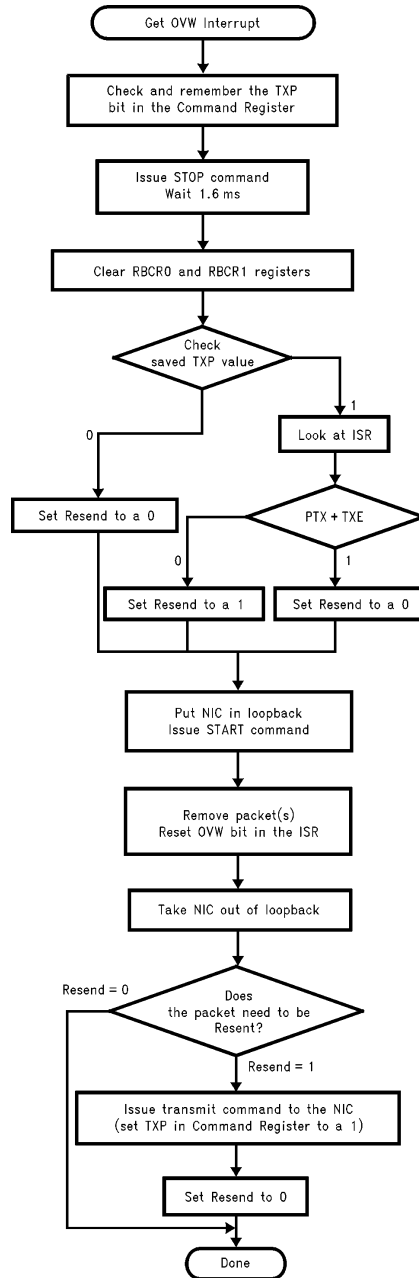 Get OVW Interrupt
Check and remember the TXP
bit in the Command Register
Issue STOP command
Wait 1.6 ms
Clear RBCR0 and RBCR1 registers
Check
saved TXP value
0
1
Look at ISR
Set Resend to a 0
PTX + TXE
0
1
Set Resend to a 1
Set Resend to a 0
Put NIC in loopback
Issue START command
Remove packet(s)
Reset OVW bit in the ISR
Take NIC out of loopback
Resend = 0
Does
the packet need to be
Resent?
Resend = 1
Issue transmit command to the NIC
(set TXP in Command Register to a 1)
Set Resend to 0
Done